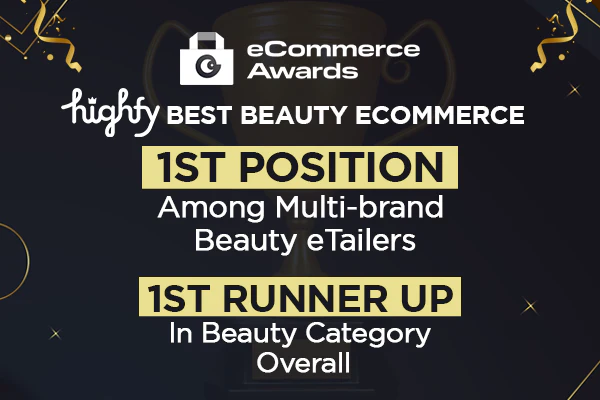 eCommerce
Awards
highfy BEST BEAUTY ECOMMERCE
1ST POSITION
Among Multi-brand
Beauty eTailers
1ST RUNNER UP
In Beauty Category
Overall